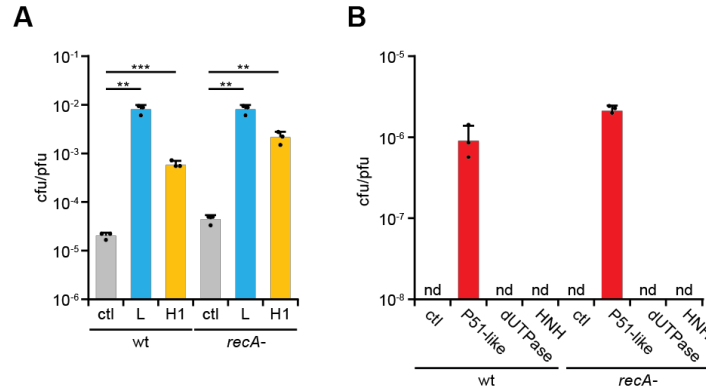 A
B
10-1
10-2
10-3
10-4
10-5
10-6
cfu/pfu
***
**
**
**
ctl
L
H1
ctl
L
H1
wt
recA-
10-5
10-6
10-7
10-8
cfu/pfu
nd
nd
nd
nd
nd
nd
ctl
P51-like
dUTPase
HNH
ctl
P51-like
dUTPase
HNH
wt
recA-